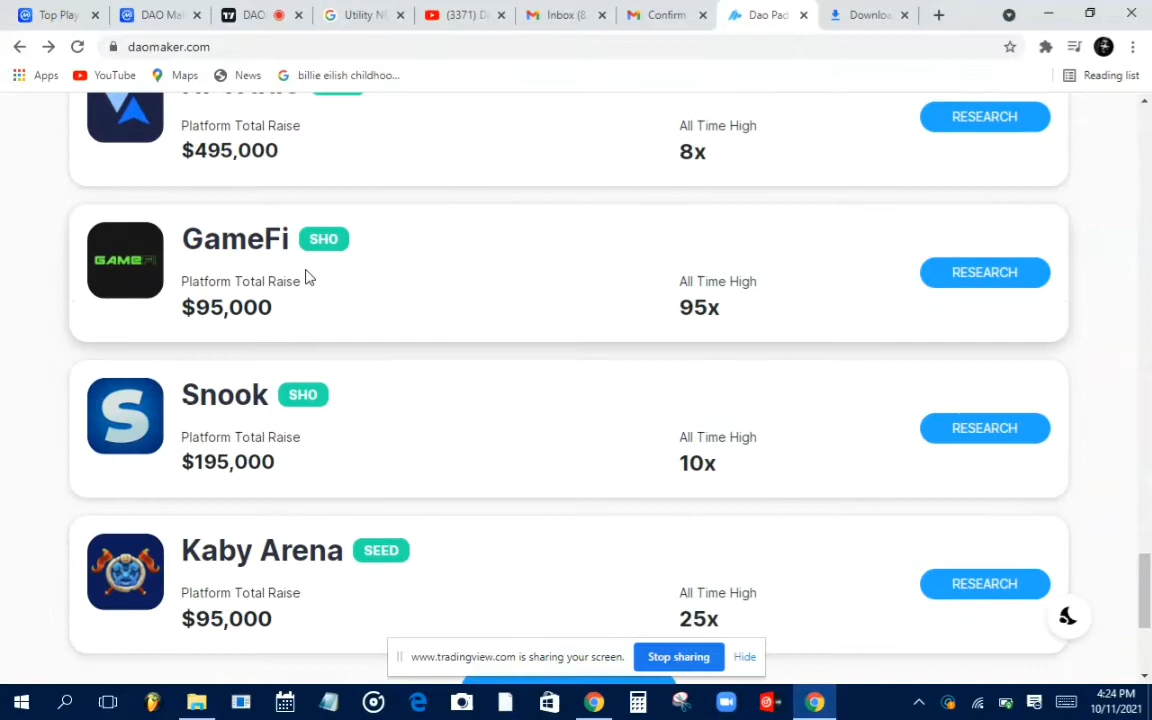 Top Play
DAO Mak
DAO
Utility NF
(3371) D
Inbox (8
Confirm
Dao Pad
Downloa
daomaker.com
Apps
YouTube
Maps
News
billie eilish childhoo...
Reading list
Platform Total Raise
$495,000
All Time High
8x
RESEARCH
GameFi
SHO
GAMEFI
Platform Total Raise
$95,000
All Time High
95x
RESEARCH
Snook
SHO
S
Platform Total Raise
$195,000
All Time High
10x
RESEARCH
Kaby Arena
SEED
Platform Total Raise
$95,000
All Time High
25x
RESEARCH
www.tradingview.com is sharing your screen.
Stop sharing
Hide
4:24 PM
10/11/2021